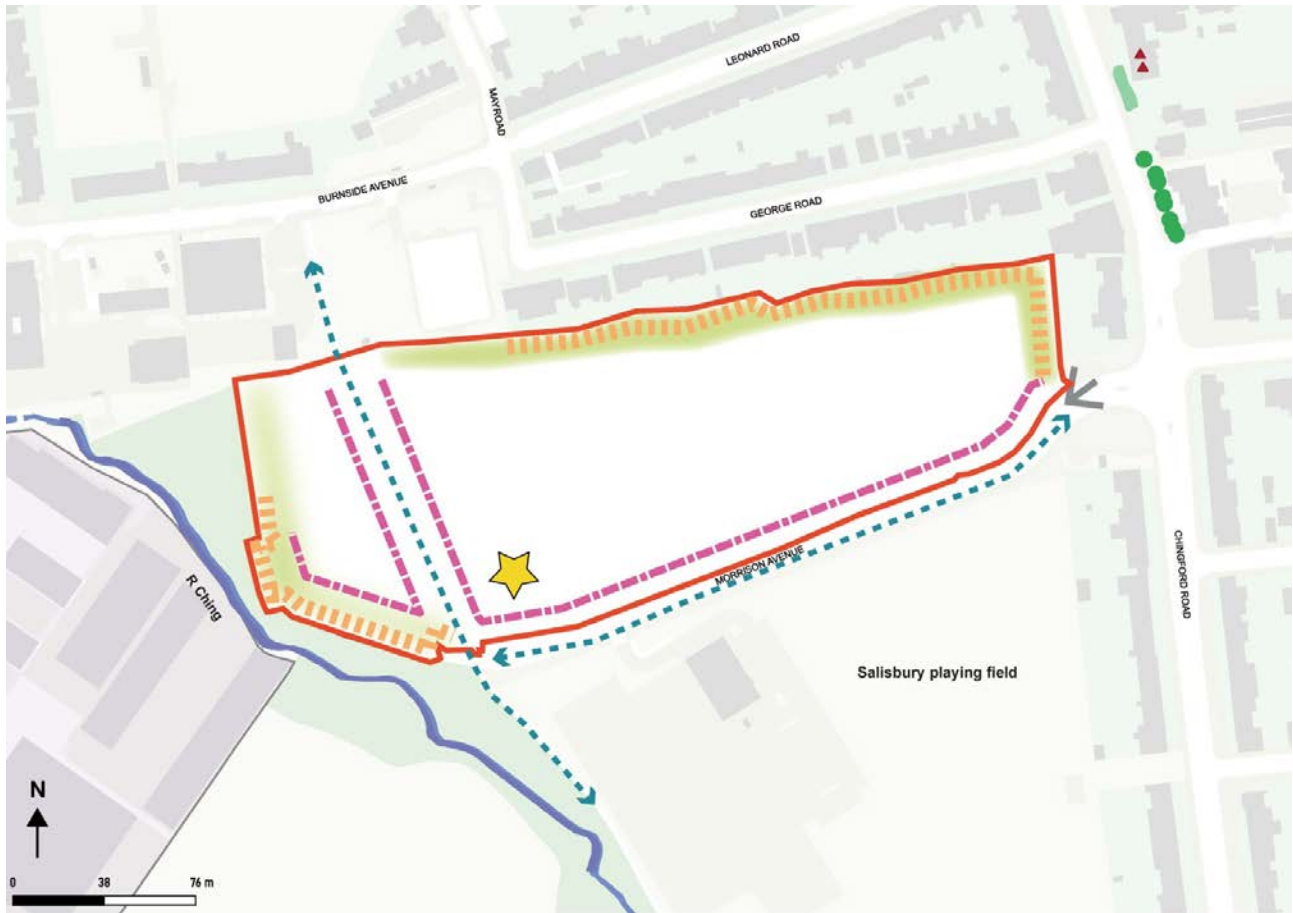 LEONARD ROAD
MAYROAD
BURNSIDE AVENUE
GEORGE ROAD
MORRISON AVENUE
CHINGFORD ROAD
R Ching
Salisbury playing field
N
0 38 76 m